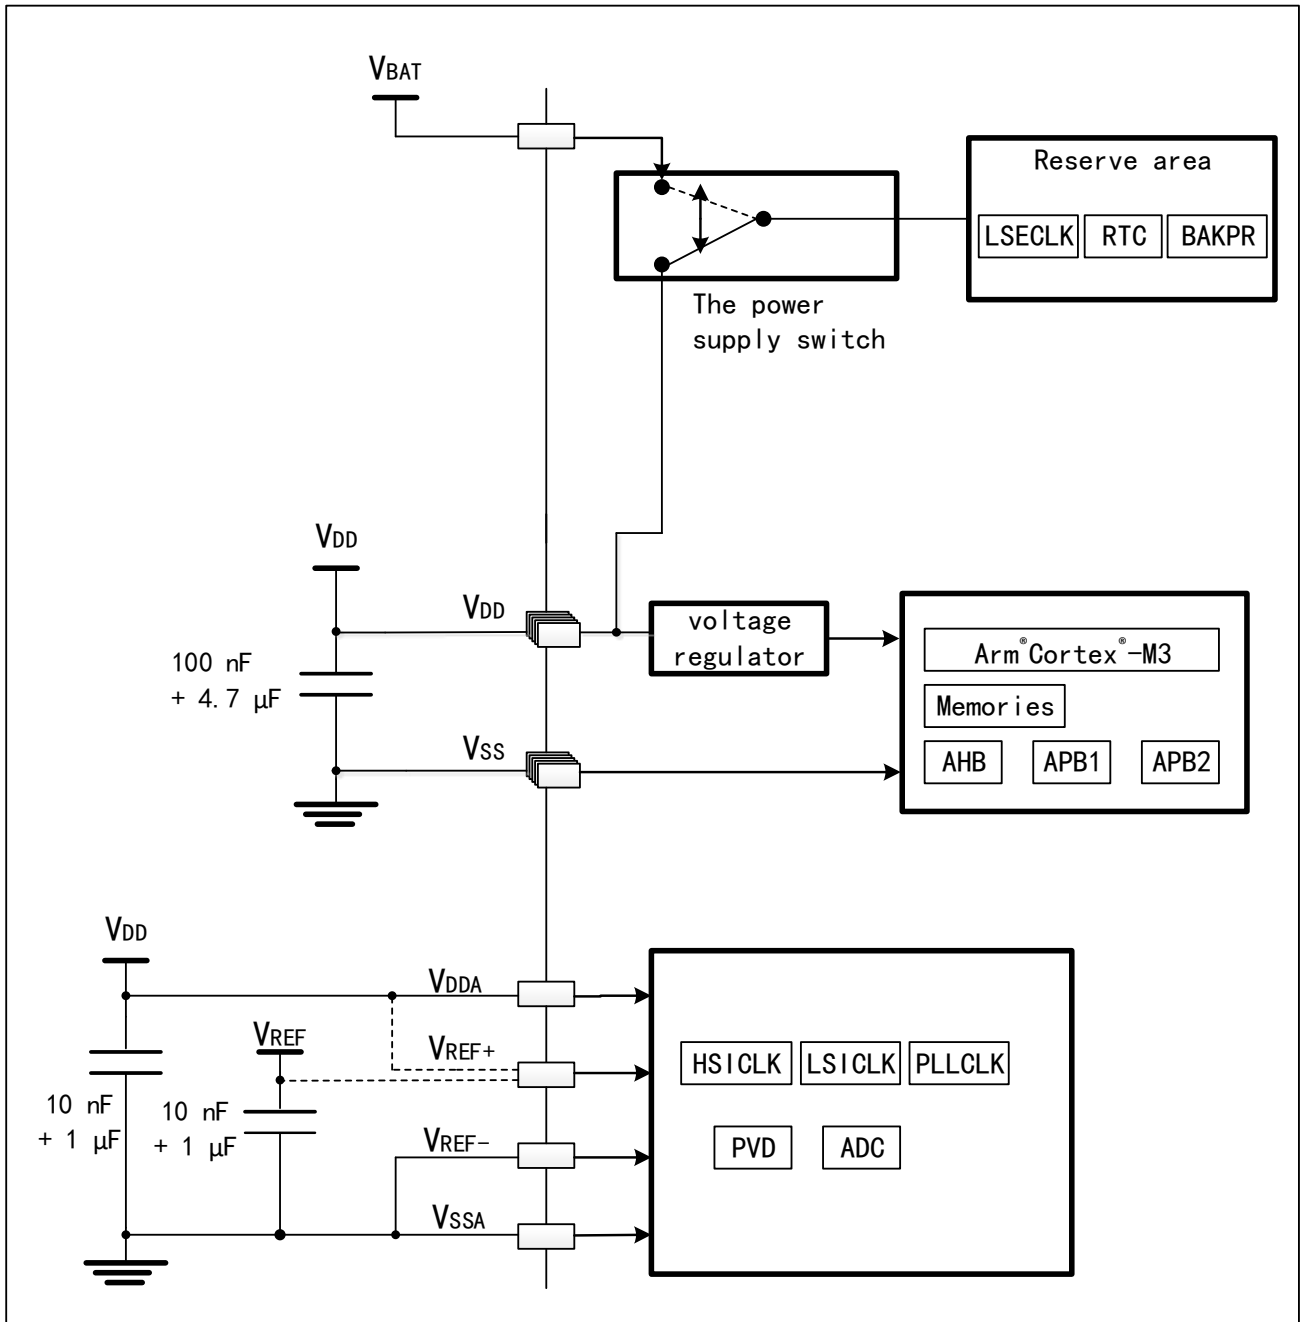 VBAT
Reserve area
LSECLK RTC BAKPR
The power
supply switch
VDD
VDD
voltage
regulator
100 nF
+ 4.7 μF
Arm®Cortex®-M3
Memories
VSS
AHB APB1 APB2
VDD
VDDA
VREF
VREF+
HSICLK LSICLK PLLCLK
10 nF
+ 1 μF
10 nF
+ 1 μF
VREF-
PVD ADC
VSSA